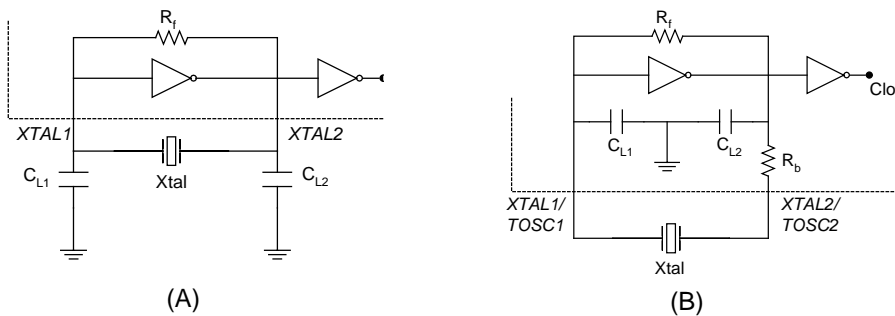 R_f
XTAL1
XTAL2
C_L1
Xtal
C_L2
(A)
R_f
Clo
C_L1
C_L2
R_b
XTAL1/
TOSC1
XTAL2/
TOSC2
Xtal
(B)